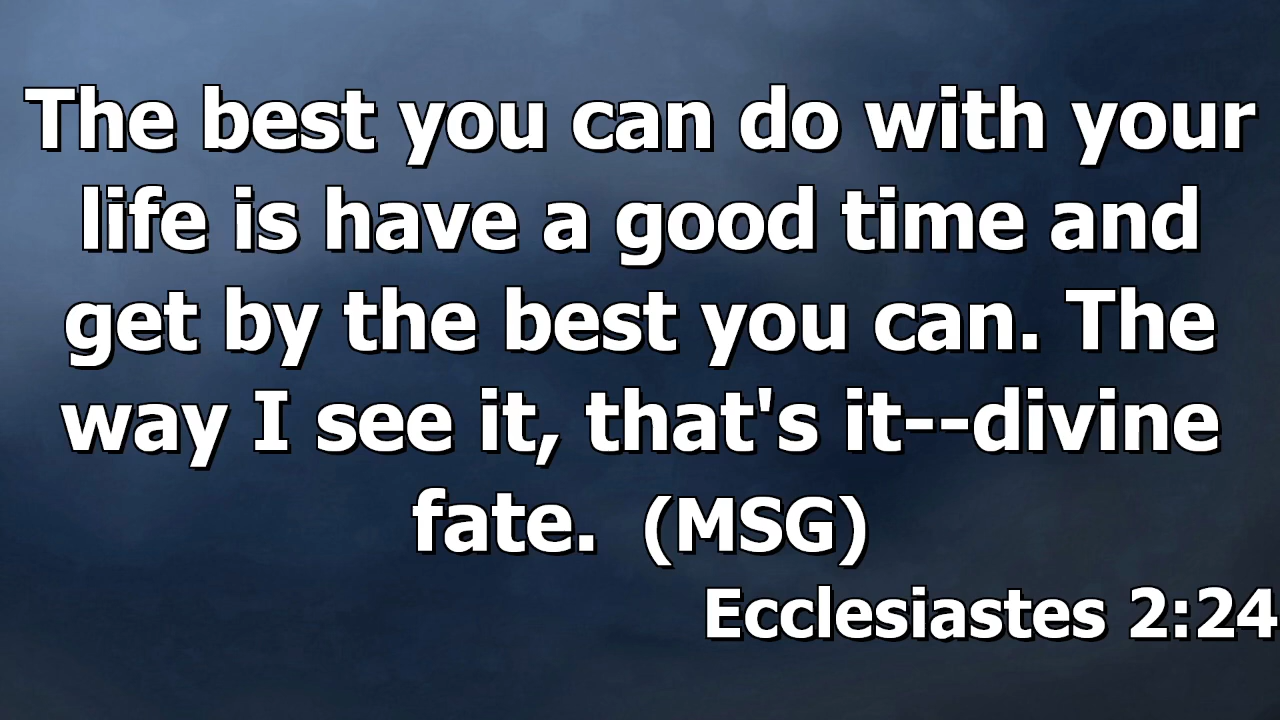 The best you can do with your
life is have a good time and
get by the best you can. The
way I see it, that's it--divine
fate.  (MSG)
Ecclesiastes 2:24